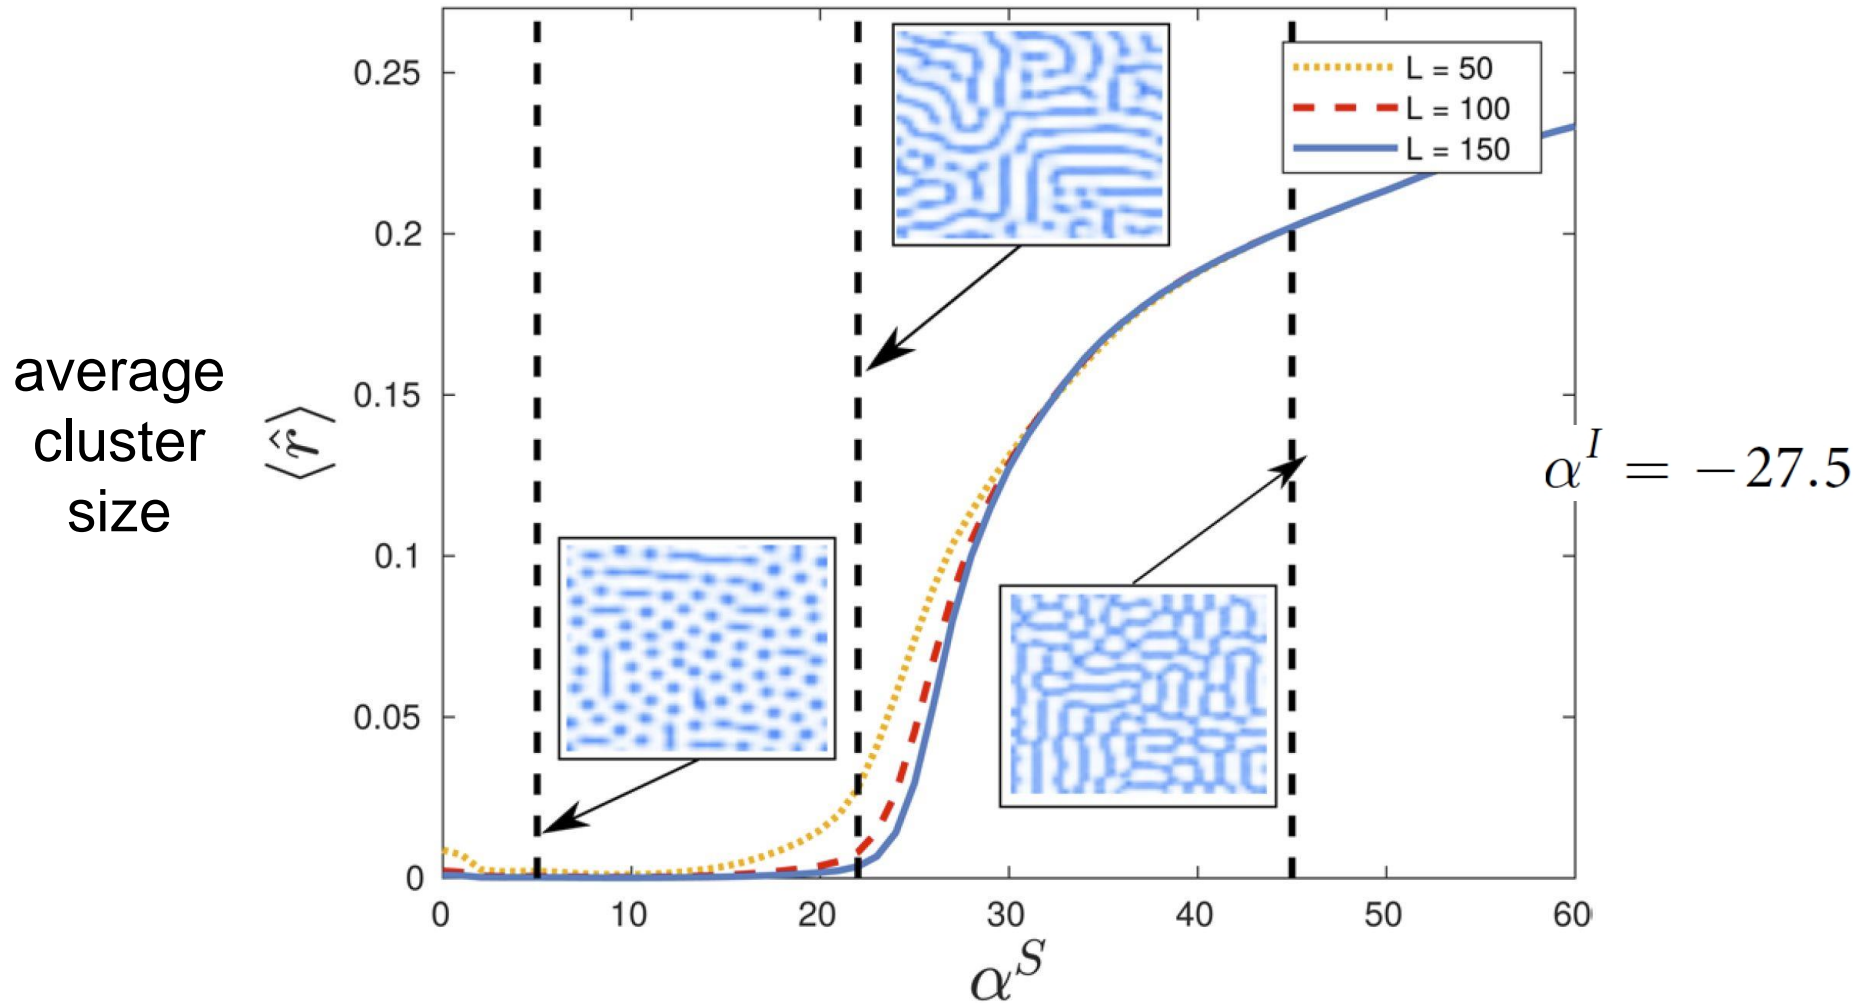 average
cluster
size
⟨r̂⟩
0.25
0.2
0.15
0.1
0.05
0
0 10 20 30 40 50 60
α^S
L = 50
L = 100
L = 150
α^I = −27.5